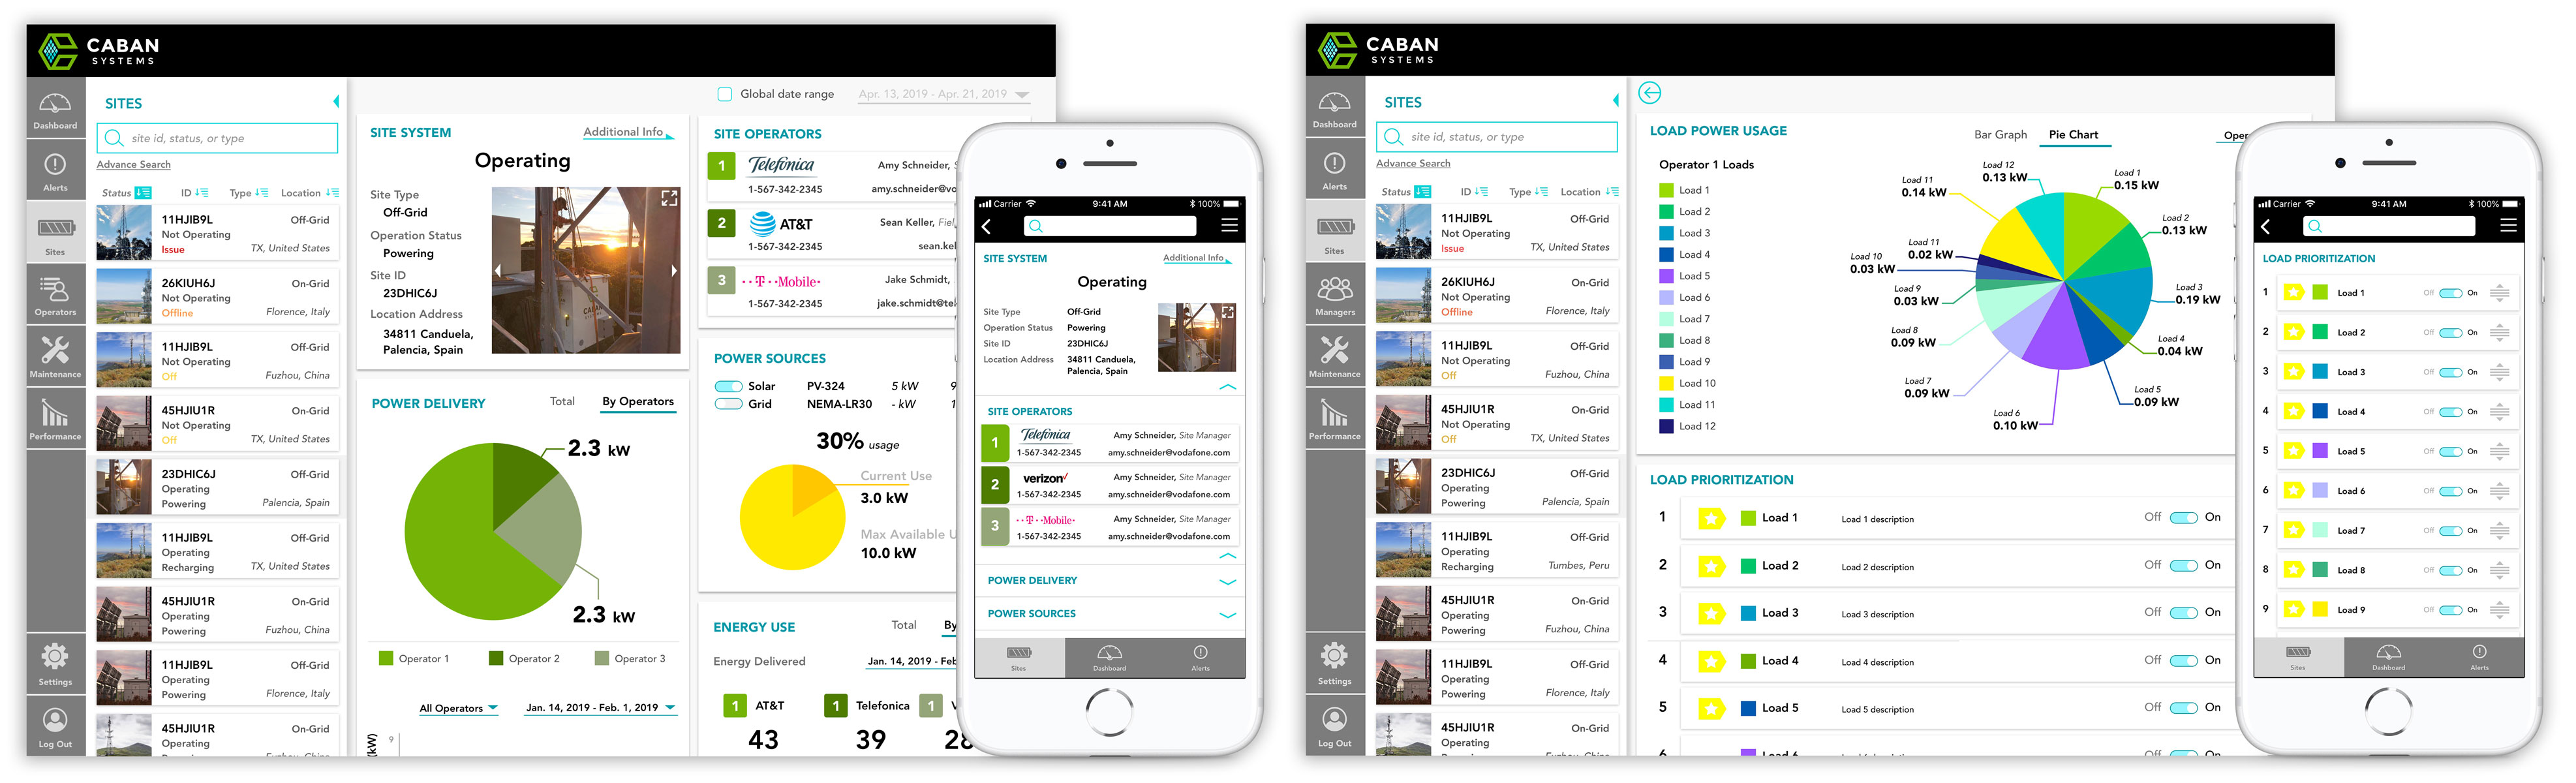 CABAN
SYSTEMS
Dashboard
Alerts
Sites
Operators
Maintenance
Performance
Settings
Log Out
SITES
site id, status, or type
Advance Search
Status ID Type Location
11HJIB9L Off-Grid
Not Operating
Issue TX, United States
26KIUH6J On-Grid
Not Operating
Offline Florence, Italy
11HJIB9L Off-Grid
Not Operating
Off Fuzhou, China
45HJIU1R On-Grid
Not Operating
Off TX, United States
23DHIC6J Off-Grid
Operating
Powering Palencia, Spain
11HJIB9L Off-Grid
Operating
Recharging TX, United States
45HJIU1R On-Grid
Operating
Powering Fuzhou, China
11HJIB9L Off-Grid
Operating
Powering Florence, Italy
45HJIU1R On-Grid
Operating
Global date range Apr. 13, 2019 - Apr. 21, 2019
SITE SYSTEM Additional Info
Operating
Site Type
Off-Grid
Operation Status
Powering
Site ID
23DHIC6J
Location Address
34811 Canduela,
Palencia, Spain
POWER DELIVERY Total By Operators
2.3 kW
2.3 kW
Operator 1 Operator 2 Operator 3
All Operators Jan. 14, 2019 - Feb. 1, 2019
(kW) 9
SITE OPERATORS
1 Telefónica Amy Schneider,
1-567-342-2345 amy.schneider@vo
2 AT&T Sean Keller, Fiel
1-567-342-2345 sean.kel
3 T Mobile Jake Schmidt,
1-567-342-2345 jake.schmidt@tel
POWER SOURCES
Solar PV-324 5 kW 9
Grid NEMA-LR30 - kW 1
30% usage
Current Use
3.0 kW
Max Available U
10.0 kW
ENERGY USE Total By
Energy Delivered Jan. 14, 2019 - Feb
1 AT&T 1 Telefonica 1 V
43 39 28
Carrier 9:41 AM 100%
SITE SYSTEM Additional Info
Operating
Site Type Off-Grid
Operation Status Powering
Site ID 23DHIC6J
Location Address 34811 Canduela,
Palencia, Spain
SITE OPERATORS
1 Telefónica Amy Schneider, Site Manager
1-567-342-2345 amy.schneider@vodafone.com
2 verizon Amy Schneider, Site Manager
1-567-342-2345 amy.schneider@vodafone.com
3 T Mobile Amy Schneider, Site Manager
1-567-342-2345 amy.schneider@vodafone.com
POWER DELIVERY
POWER SOURCES
Sites Dashboard Alerts
CABAN
SYSTEMS
Dashboard
Alerts
Sites
Managers
Maintenance
Performance
Settings
Log Out
SITES
site id, status, or type
Advance Search
Status ID Type Location
11HJIB9L Off-Grid
Not Operating
Issue TX, United States
26KIUH6J On-Grid
Not Operating
Offline Florence, Italy
11HJIB9L Off-Grid
Not Operating
Off Fuzhou, China
45HJIU1R On-Grid
Not Operating
Off TX, United States
23DHIC6J Off-Grid
Operating
Powering Palencia, Spain
11HJIB9L Off-Grid
Operating
Recharging Tumbes, Peru
45HJIU1R On-Grid
Operating
Powering Fuzhou, China
11HJIB9L Off-Grid
Operating
Powering Florence, Italy
45HJIU1R On-Grid
Operating
LOAD POWER USAGE Bar Graph Pie Chart Oper
Operator 1 Loads
Load 1
Load 2
Load 3
Load 4
Load 5
Load 6
Load 7
Load 8
Load 9
Load 10
Load 11
Load 12
Load 12
0.13 kW
Load 1
0.15 kW
Load 2
0.13 kW
Load 3
0.19 kW
Load 4
0.04 kW
Load 5
0.09 kW
Load 6
0.10 kW
Load 7
0.09 kW
Load 8
0.09 kW
Load 9
0.03 kW
Load 10
0.03 kW
Load 11
0.02 kW
Load 11
0.14 kW
LOAD PRIORITIZATION
1 Load 1 Load 1 description Off On
2 Load 2 Load 2 description Off On
3 Load 3 Load 3 description Off On
4 Load 4 Load 4 description Off On
5 Load 5 Load 5 description Off On
Carrier 9:41 AM 100%
LOAD PRIORITIZATION
1 Load 1 Off On
2 Load 2 Off On
3 Load 3 Off On
4 Load 4 Off On
5 Load 5 Off On
6 Load 6 Off On
7 Load 7 Off On
8 Load 8 Off On
9 Load 9 Off On
Sites Dashboard Alerts